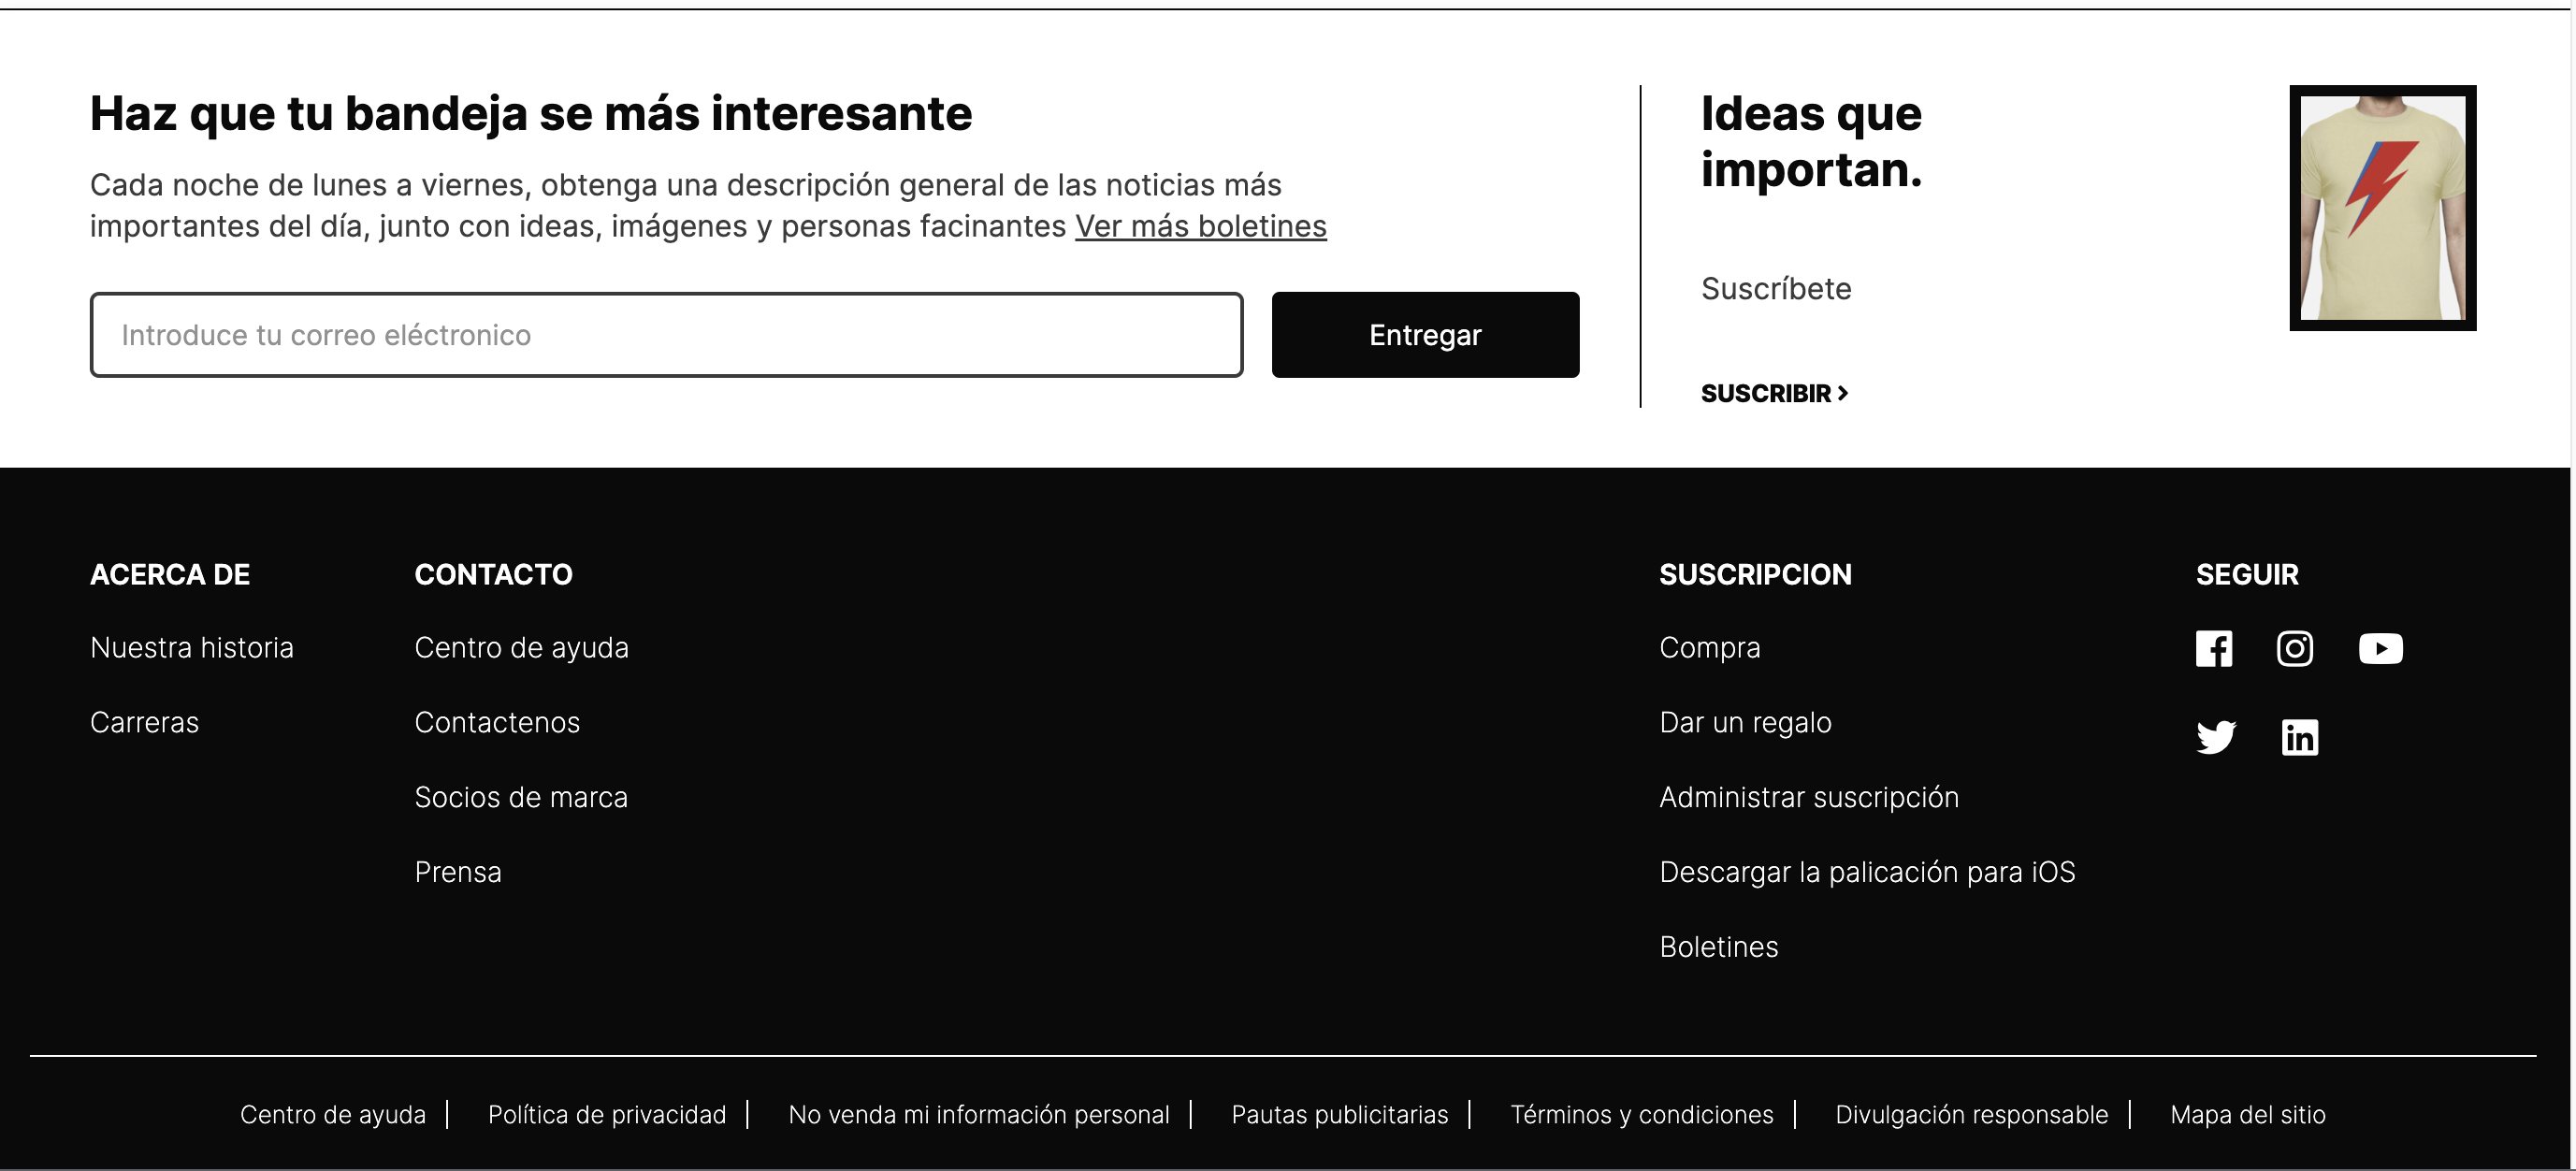 Haz que tu bandeja se más interesante
Cada noche de lunes a viernes, obtenga una descripción general de las noticias más
importantes del día, junto con ideas, imágenes y personas facinantes Ver más boletines
Introduce tu correo eléctronico
Entregar
Ideas que
importan.
Suscríbete
SUSCRIBIR >
ACERCA DE
Nuestra historia
Carreras
CONTACTO
Centro de ayuda
Contactenos
Socios de marca
Prensa
SUSCRIPCION
Compra
Dar un regalo
Administrar suscripción
Descargar la palicación para iOS
Boletines
SEGUIR
Centro de ayuda | Política de privacidad | No venda mi información personal | Pautas publicitarias | Términos y condiciones | Divulgación responsable | Mapa del sitio